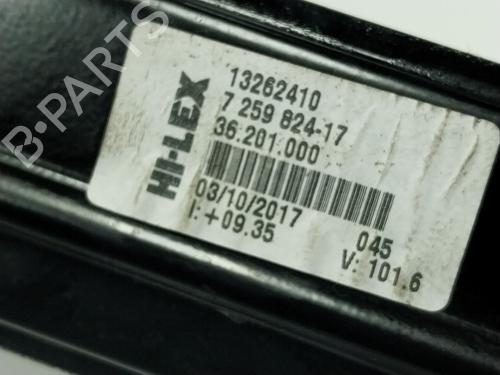 B-PARTS
HI-LEX
13262410
7 259 824-17
36.201.000
03/10/2017 045
I: +09.35 V: 101.6